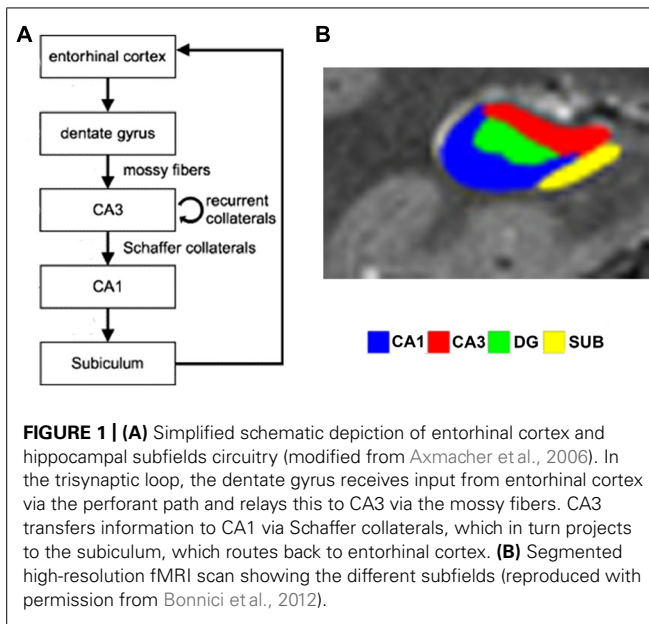 A
entorhinal cortex
dentate gyrus
mossy fibers
CA3
recurrent
collaterals
Schaffer collaterals
CA1
Subiculum
B
CA1 CA3 DG SUB
FIGURE 1 | (A) Simplified schematic depiction of entorhinal cortex and
hippocampal subfields circuitry (modified from Axmacher et al., 2006). In
the trisynaptic loop, the dentate gyrus receives input from entorhinal cortex
via the perforant path and relays this to CA3 via the mossy fibers. CA3
transfers information to CA1 via Schaffer collaterals, which in turn projects
to the subiculum, which routes back to entorhinal cortex. (B) Segmented
high-resolution fMRI scan showing the different subfields (reproduced with
permission from Bonnici et al., 2012).